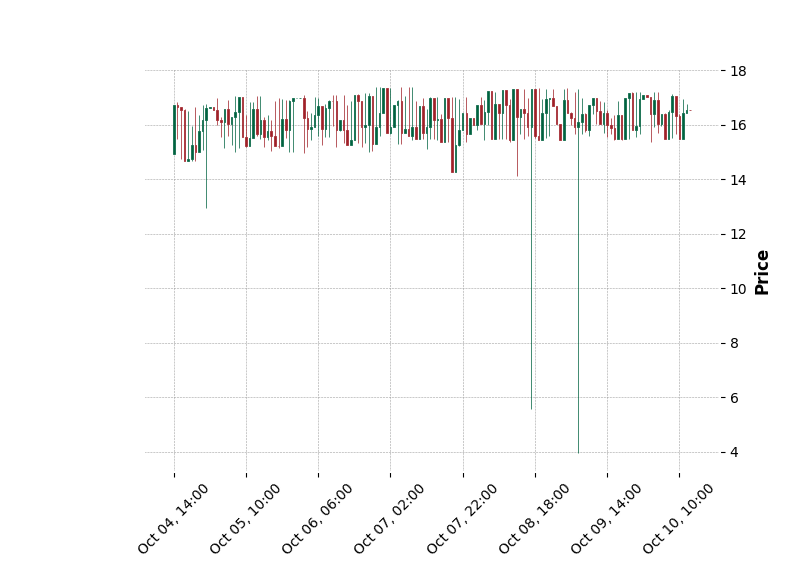 18
16
14
12
10
8
6
4
Price
Oct 04, 14:00
Oct 05, 10:00
Oct 06, 06:00
Oct 07, 02:00
Oct 07, 22:00
Oct 08, 18:00
Oct 09, 14:00
Oct 10, 10:00